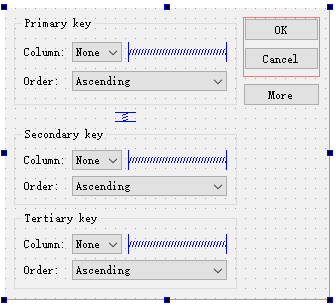 Primary key
OK
Column: None
Cancel
Order: Ascending
More
Secondary key
Column: None
Order: Ascending
Tertiary key
Column: None
Order: Ascending